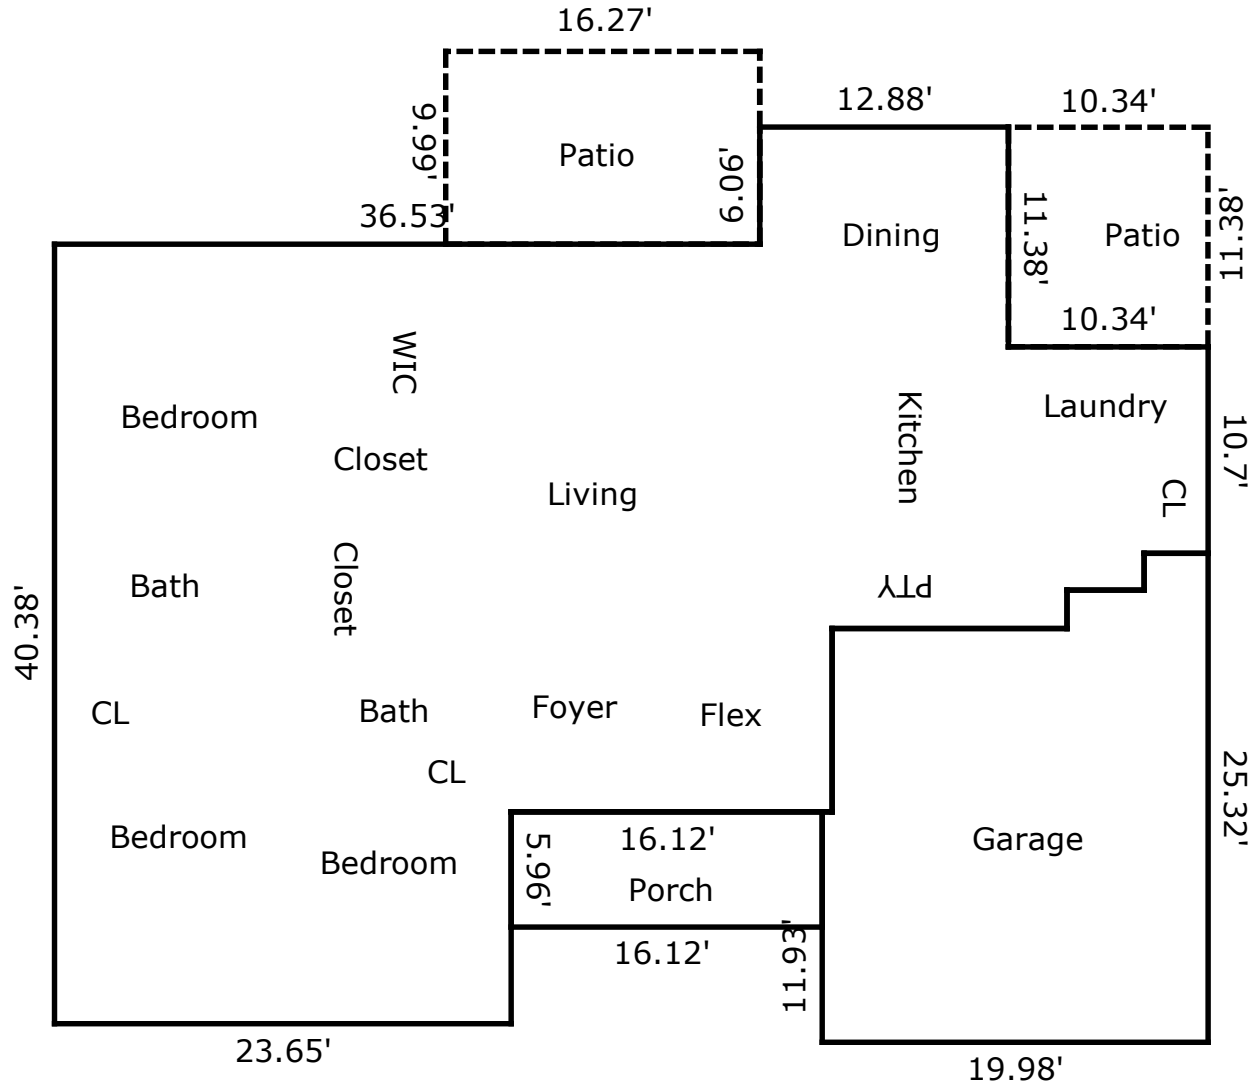 16.27'
12.88'
10.34'
9.99'
Patio
6.06'
36.53'
Dining
11.38'
Patio
11.38'
10.34'
WIC
Bedroom
Closet
Living
Kitchen
Laundry
10.7'
CL
Closet
Bath
PTY
40.38'
CL
Bath
Foyer
Flex
CL
Bedroom
Bedroom
5.96'
16.12'
Porch
16.12'
11.93'
Garage
25.32'
23.65'
19.98'